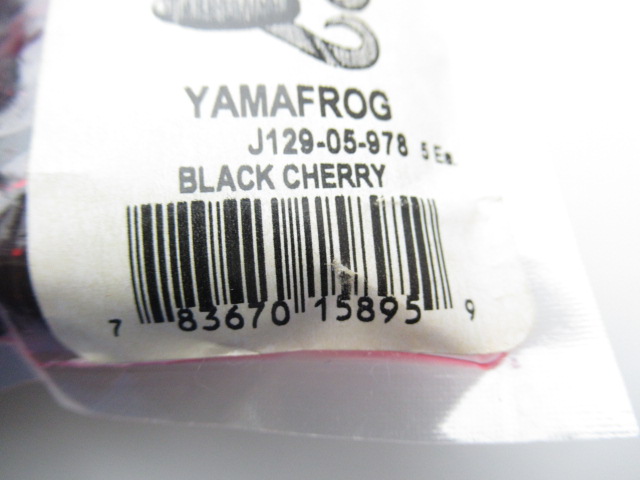 YAMAFROG
J129-05-978 5 Ea.
BLACK CHERRY
7 83670 15895 9